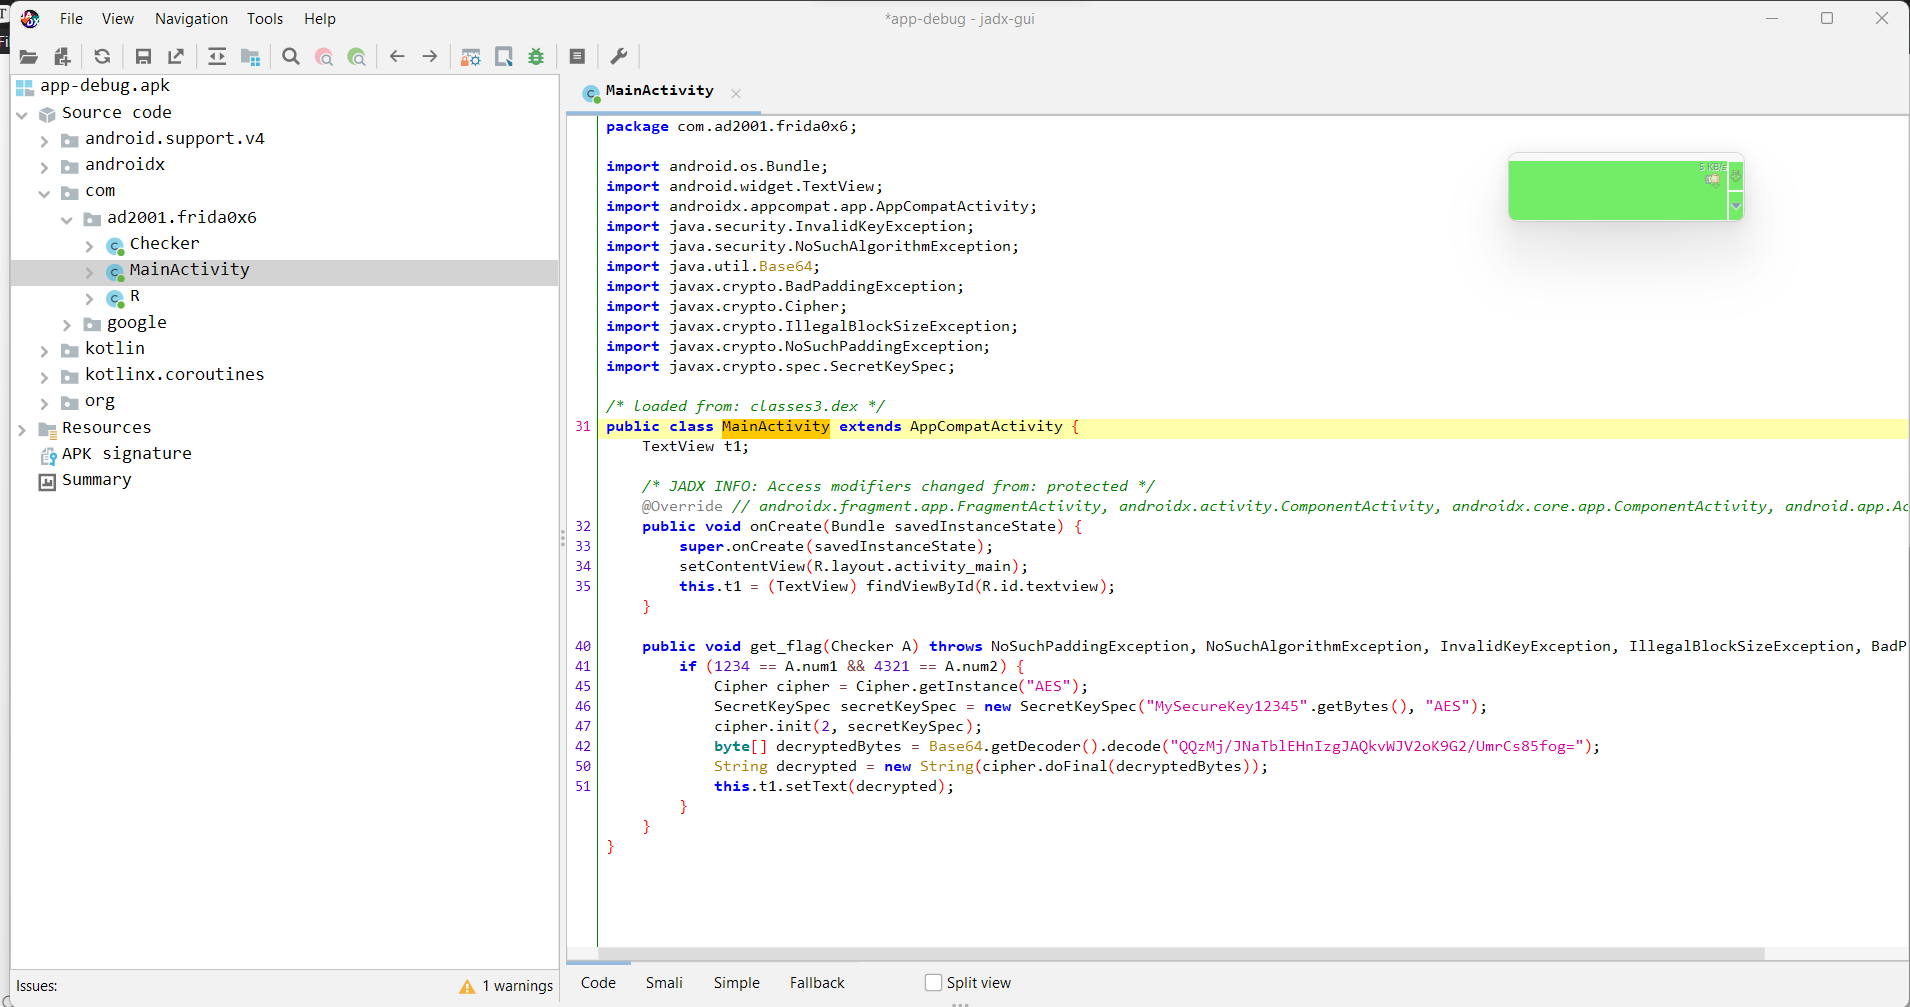 *app-debug - jadx-gui
File View Navigation Tools Help
app-debug.apk
Source code
android.support.v4
androidx
com
ad2001.frida0x6
Checker
MainActivity
R
google
kotlin
kotlinx.coroutines
org
Resources
APK signature
Summary
Issues:
1 warnings
MainActivity
package com.ad2001.frida0x6;
import android.os.Bundle;
import android.widget.TextView;
import androidx.appcompat.app.AppCompatActivity;
import java.security.InvalidKeyException;
import java.security.NoSuchAlgorithmException;
import java.util.Base64;
import javax.crypto.BadPaddingException;
import javax.crypto.Cipher;
import javax.crypto.IllegalBlockSizeException;
import javax.crypto.NoSuchPaddingException;
import javax.crypto.spec.SecretKeySpec;
/* loaded from: classes3.dex */
31 public class MainActivity extends AppCompatActivity {
TextView t1;
/* JADX INFO: Access modifiers changed from: protected */
@Override // androidx.fragment.app.FragmentActivity, androidx.activity.ComponentActivity, androidx.core.app.ComponentActivity, android.app.Ac
32 public void onCreate(Bundle savedInstanceState) {
33 super.onCreate(savedInstanceState);
34 setContentView(R.layout.activity_main);
35 this.t1 = (TextView) findViewById(R.id.textview);
}
40 public void get_flag(Checker A) throws NoSuchPaddingException, NoSuchAlgorithmException, InvalidKeyException, IllegalBlockSizeException, BadP
41 if (1234 == A.num1 && 4321 == A.num2) {
45 Cipher cipher = Cipher.getInstance("AES");
46 SecretKeySpec secretKeySpec = new SecretKeySpec("MySecureKey12345".getBytes(), "AES");
47 cipher.init(2, secretKeySpec);
42 byte[] decryptedBytes = Base64.getDecoder().decode("QQzMj/JNaTblEHnIzgJAQkvWJV2oK9G2/UmrCs85fog=");
50 String decrypted = new String(cipher.doFinal(decryptedBytes));
51 this.t1.setText(decrypted);
}
}
}
5 KB/s
Code Smali Simple Fallback Split view